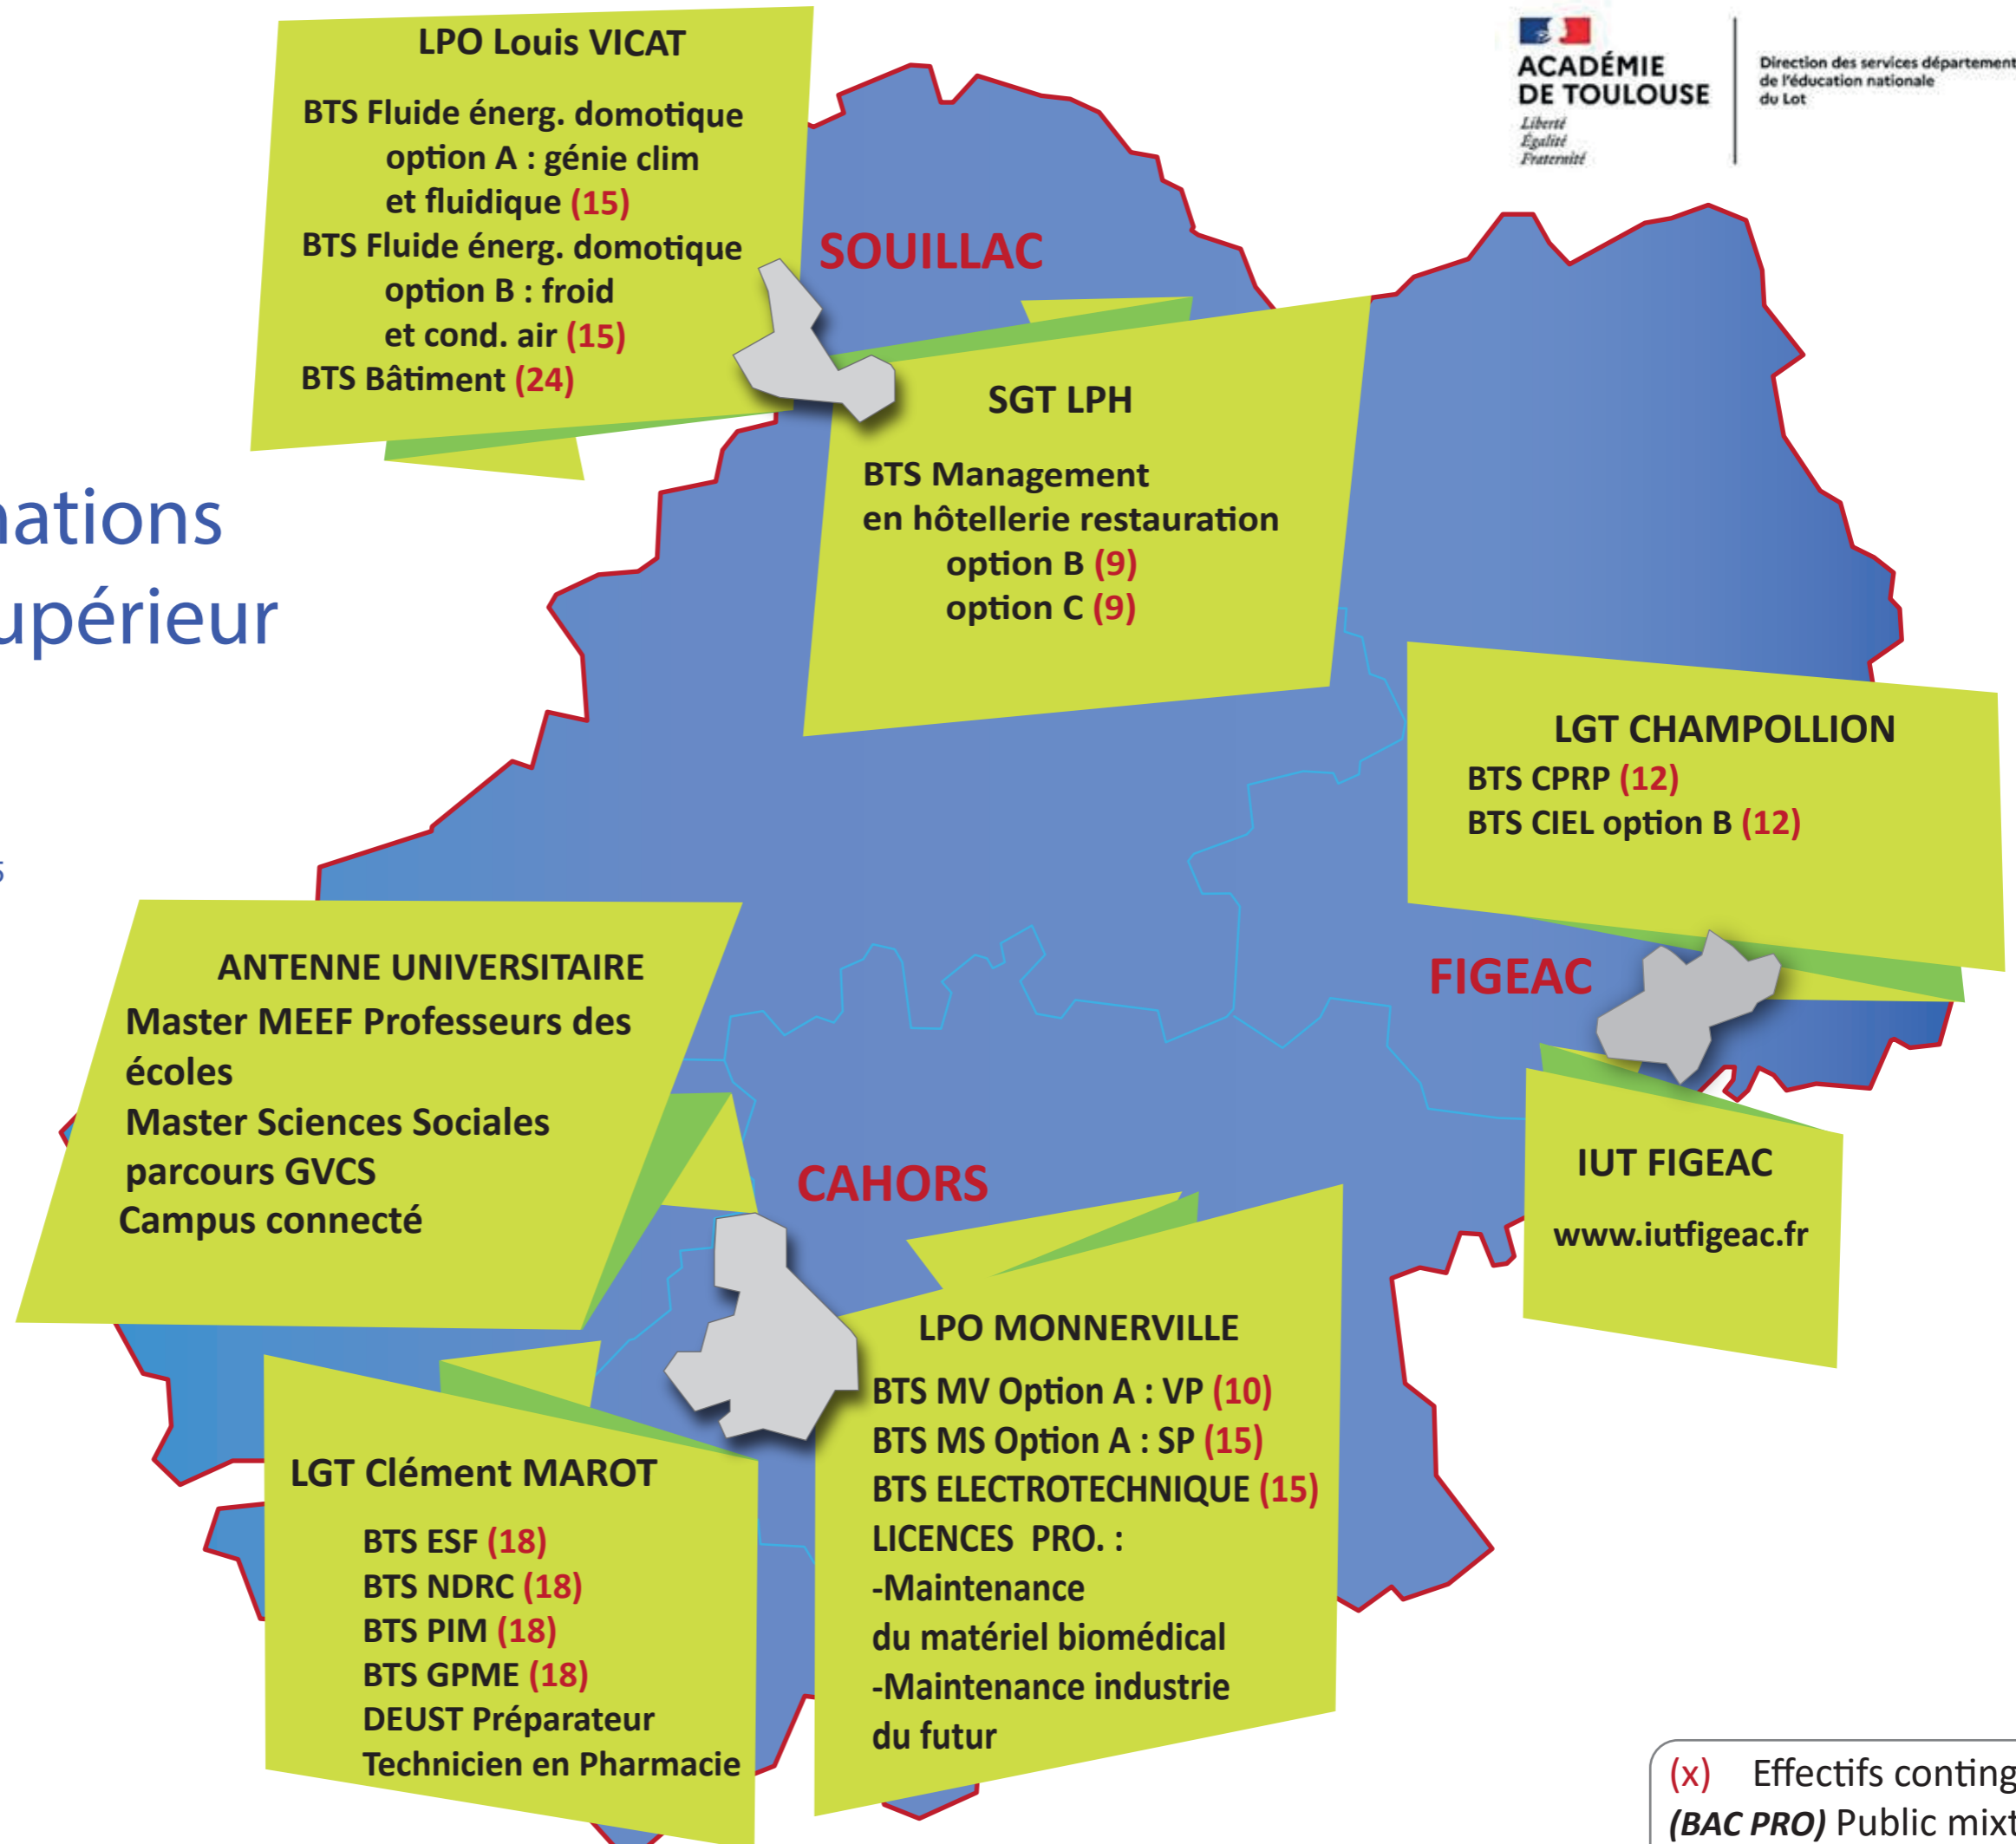 LPO Louis VICAT
BTS Fluide énerg. domotique
option A : génie clim
et fluidique (15)
BTS Fluide énerg. domotique
option B : froid
et cond. air (15)
BTS Bâtiment (24)
ACADÉMIE
DE TOULOUSE
Liberté
Égalité
Fraternité
Direction des services département
de l'éducation nationale
du Lot
SOUILLAC
SGT LPH
BTS Management
en hôtellerie restauration
option B (9)
option C (9)
nations
upérieur
s
LGT CHAMPOLLION
BTS CPRP (12)
BTS CIEL option B (12)
FIGEAC
IUT FIGEAC
www.iutfigeac.fr
ANTENNE UNIVERSITAIRE
Master MEEF Professeurs des
écoles
Master Sciences Sociales
parcours GVCS
Campus connecté
CAHORS
LGT Clément MAROT
BTS ESF (18)
BTS NDRC (18)
BTS PIM (18)
BTS GPME (18)
DEUST Préparateur
Technicien en Pharmacie
LPO MONNERVILLE
BTS MV Option A : VP (10)
BTS MS Option A : SP (15)
BTS ELECTROTECHNIQUE (15)
LICENCES PRO. :
-Maintenance
du matériel biomédical
-Maintenance industrie
du futur
(x) Effectifs conting
(BAC PRO) Public mixt